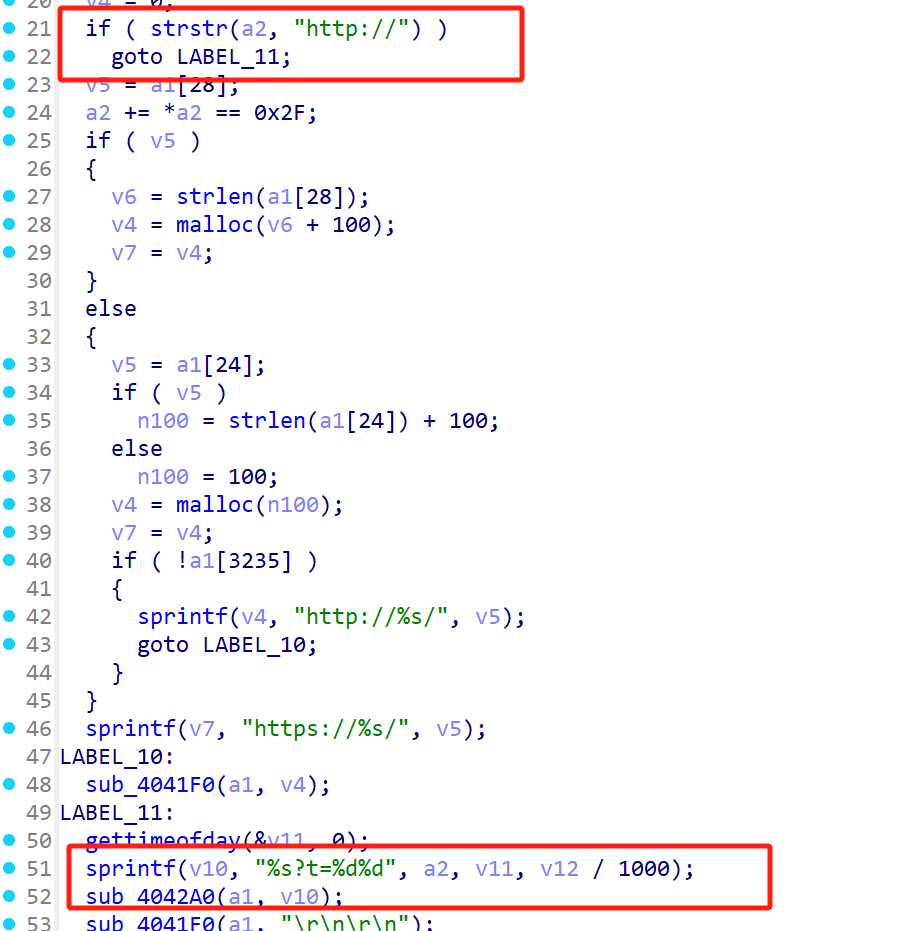 20 v4 = 0;
21 if ( strstr(a2, "http://") )
22 goto LABEL_11;
23 v5 = a1[28];
24 a2 += *a2 == 0x2F;
25 if ( v5 )
26 {
27 v6 = strlen(a1[28]);
28 v4 = malloc(v6 + 100);
29 v7 = v4;
30 }
31 else
32 {
33 v5 = a1[24];
34 if ( v5 )
35 n100 = strlen(a1[24]) + 100;
36 else
37 n100 = 100;
38 v4 = malloc(n100);
39 v7 = v4;
40 if ( !a1[3235] )
41 {
42 sprintf(v4, "http://%s/", v5);
43 goto LABEL_10;
44 }
45 }
46 sprintf(v7, "https://%s/", v5);
47 LABEL_10:
48 sub_4041F0(a1, v4);
49 LABEL_11:
50 gettimeofday(&v11, 0);
51 sprintf(v10, "%s?t=%d%d", a2, v11, v12 / 1000);
52 sub_4042A0(a1, v10);
53 sub_4041F0(a1, "\r\n\r\n");